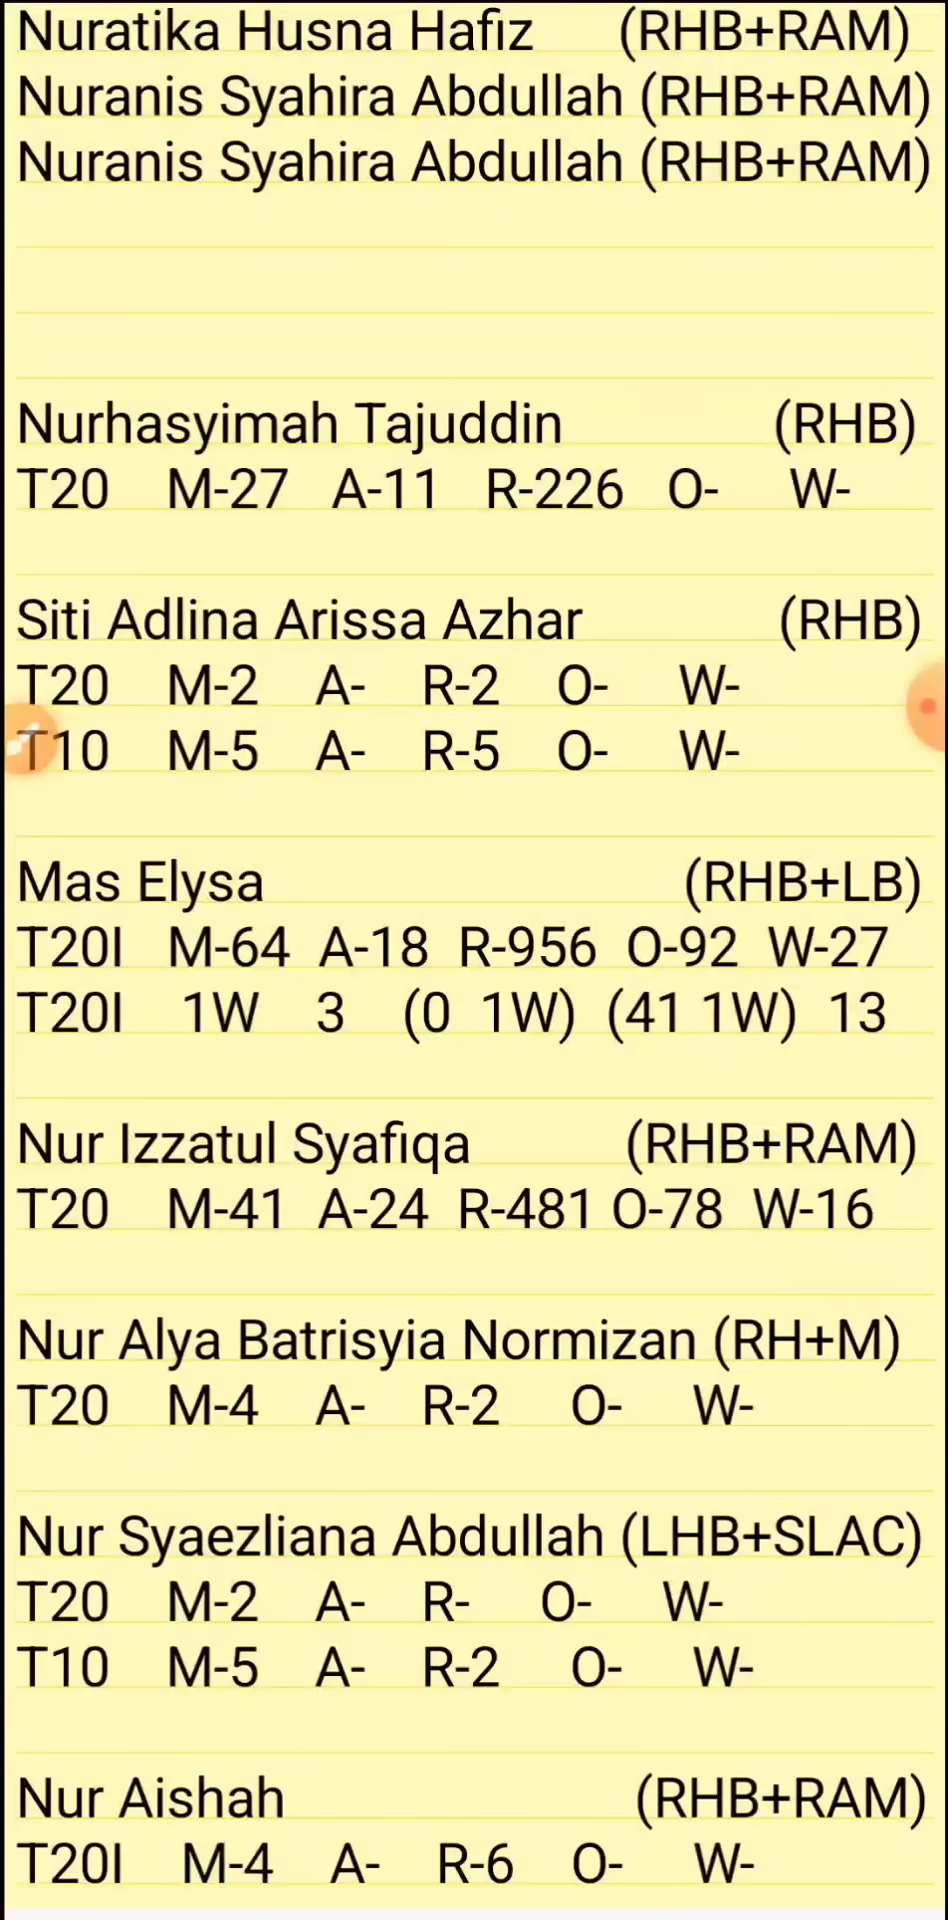 Nuratika Husna Hafiz (RHB+RAM)
Nuranis Syahira Abdullah (RHB+RAM)
Nuranis Syahira Abdullah (RHB+RAM)
Nurhasyimah Tajuddin (RHB)
T20 M-27 A-11 R-226 O- W-
Siti Adlina Arissa Azhar (RHB)
T20 M-2 A- R-2 O- W-
T10 M-5 A- R-5 O- W-
Mas Elysa (RHB+LB)
T20I M-64 A-18 R-956 O-92 W-27
T20I 1W 3 (0 1W) (41 1W) 13
Nur Izzatul Syafiqa (RHB+RAM)
T20 M-41 A-24 R-481 O-78 W-16
Nur Alya Batrisyia Normizan (RH+M)
T20 M-4 A- R-2 O- W-
Nur Syaezliana Abdullah (LHB+SLAC)
T20 M-2 A- R- O- W-
T10 M-5 A- R-2 O- W-
Nur Aishah (RHB+RAM)
T20I M-4 A- R-6 O- W-